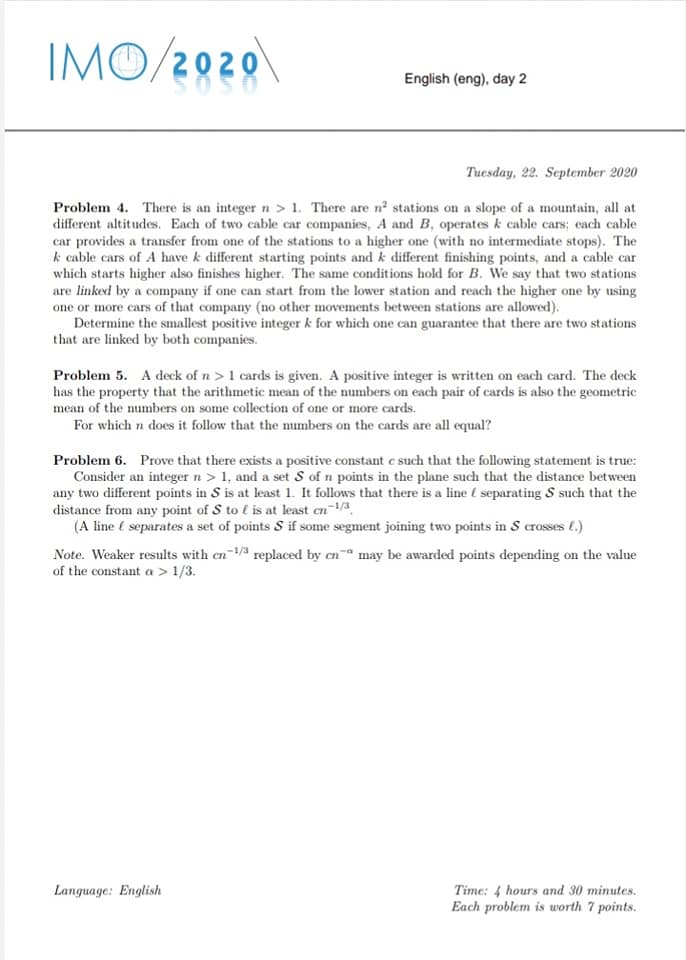 IMO/2020\
English (eng), day 2
Tuesday, 22. September 2020
Problem 4. There is an integer n > 1. There are n² stations on a slope of a mountain, all at
different altitudes. Each of two cable car companies, A and B, operates k cable cars; each cable
car provides a transfer from one of the stations to a higher one (with no intermediate stops). The
k cable cars of A have k different starting points and k different finishing points, and a cable car
which starts higher also finishes higher. The same conditions hold for B. We say that two stations
are linked by a company if one can start from the lower station and reach the higher one by using
one or more cars of that company (no other movements between stations are allowed).
Determine the smallest positive integer k for which one can guarantee that there are two stations
that are linked by both companies.
Problem 5. A deck of n > 1 cards is given. A positive integer is written on each card. The deck
has the property that the arithmetic mean of the numbers on each pair of cards is also the geometric
mean of the numbers on some collection of one or more cards.
For which n does it follow that the numbers on the cards are all equal?
Problem 6. Prove that there exists a positive constant c such that the following statement is true:
Consider an integer n > 1, and a set S of n points in the plane such that the distance between
any two different points in S is at least 1. It follows that there is a line ℓ separating S such that the
distance from any point of S to ℓ is at least cn^{-1/3}.
(A line ℓ separates a set of points S if some segment joining two points in S crosses ℓ.)
Note. Weaker results with cn^{-1/3} replaced by cn^{-α} may be awarded points depending on the value
of the constant α > 1/3.
Language: English
Time: 4 hours and 30 minutes.
Each problem is worth 7 points.